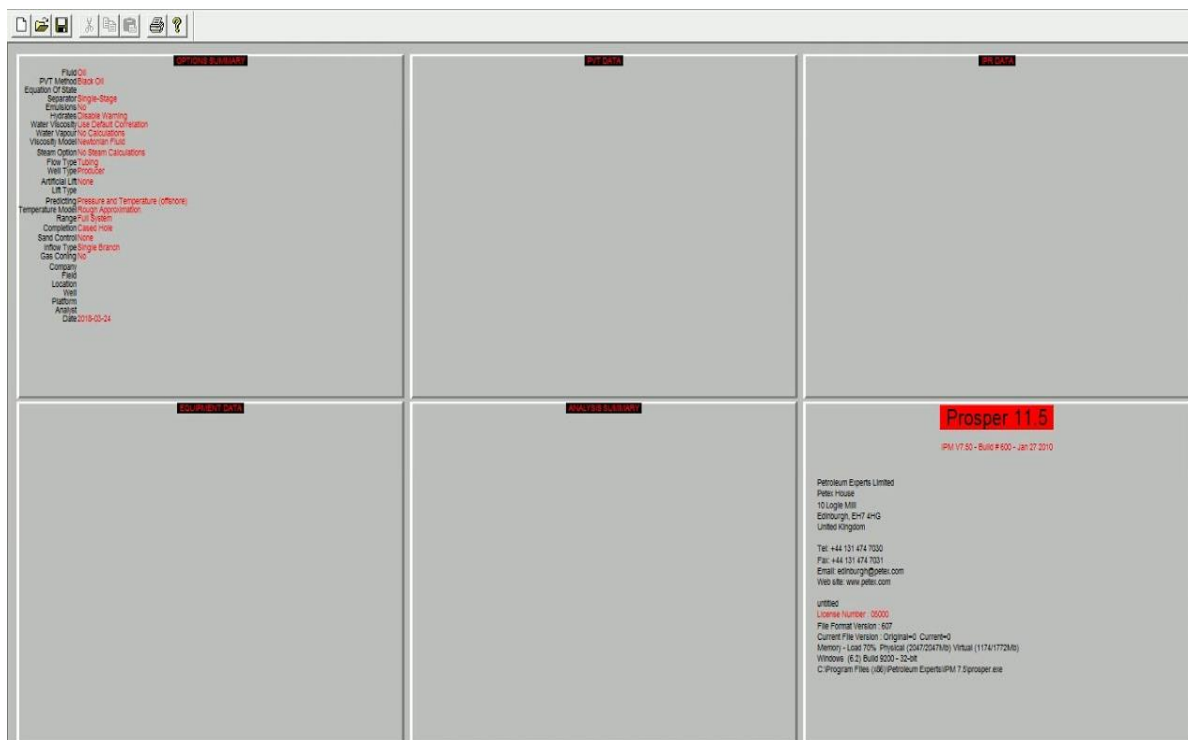 OPTIONS SUMMARY
Fluid Oil
PVT Method Black Oil
Equation Of State
Separator Single-Stage
Emulsions No
Hydrates Disable Warning
Water Viscosity Use Default Correlation
Water Vapour No Calculations
Viscosity Model Newtonian Fluid
Steam Option No Steam Calculations
Flow Type Tubing
Well Type Producer
Artificial Lift None
Lift Type
Predicting Pressure and Temperature (offshore)
Temperature Model Rough Approximation
Range Full System
Completion Cased Hole
Sand Control None
Inflow Type Single Branch
Gas Coning No
Company
Field
Location
Well
Platform
Analyst
Date 2018-03-24
PVT DATA
IPR DATA
EQUIPMENT DATA
ANALYSIS SUMMARY
Prosper 11.5
IPM V7.50 - Build # 600 - Jan 27 2010
Petroleum Experts Limited
Petex House
10 Logie Mill
Edinburgh, EH7 4HG
United Kingdom
Tel: +44 131 474 7030
Fax: +44 131 474 7031
Email: edinburgh@petex.com
Web site: www.petex.com
untitled
License Number : 05000
File Format Version : 607
Current File Version : Original=0 Current=0
Memory - Load 70% Physical (2047/2047Mb) Virtual (1174/1772Mb)
Windows (6.2) Build 9200 - 32-bit
C:\Program Files (x86)\Petroleum Experts\IPM 7.5\prosper.exe